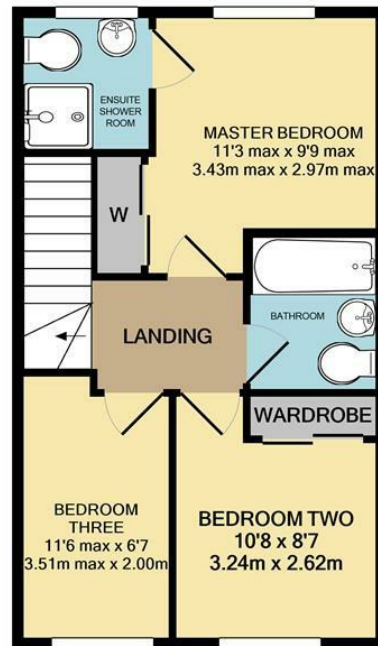 ENSUITE
SHOWER
ROOM
MASTER BEDROOM
11'3 max x 9'9 max
3.43m max x 2.97m max
W
LANDING
BATHROOM
WARDROBE
BEDROOM
THREE
11'6 max x 6'7
3.51m max x 2.00m
BEDROOM TWO
10'8 x 8'7
3.24m x 2.62m